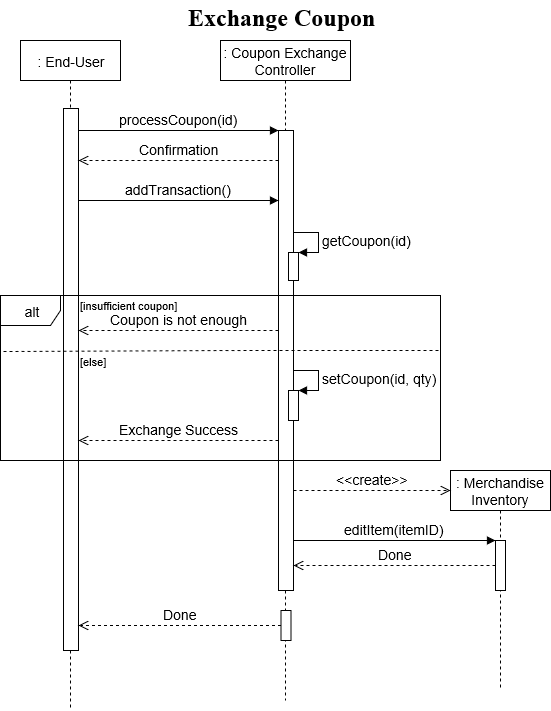 Exchange Coupon
: End-User
: Coupon Exchange
Controller
processCoupon(id)
Confirmation
addTransaction()
getCoupon(id)
alt
[insufficient coupon]
Coupon is not enough
[else]
setCoupon(id, qty)
Exchange Success
<<create>>
: Merchandise
Inventory
editItem(itemID)
Done
Done